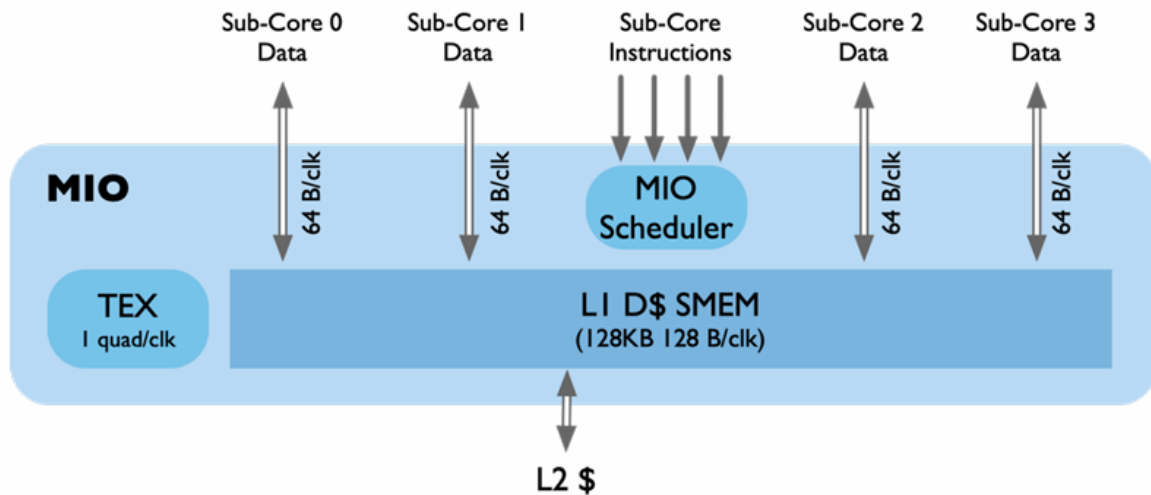 Sub-Core 0
Data
Sub-Core 1
Data
Sub-Core
Instructions
Sub-Core 2
Data
Sub-Core 3
Data
MIO
64 B/clk
64 B/clk
MIO
Scheduler
64 B/clk
64 B/clk
TEX
1 quad/clk
L1 D$ SMEM
(128KB 128 B/clk)
L2 $